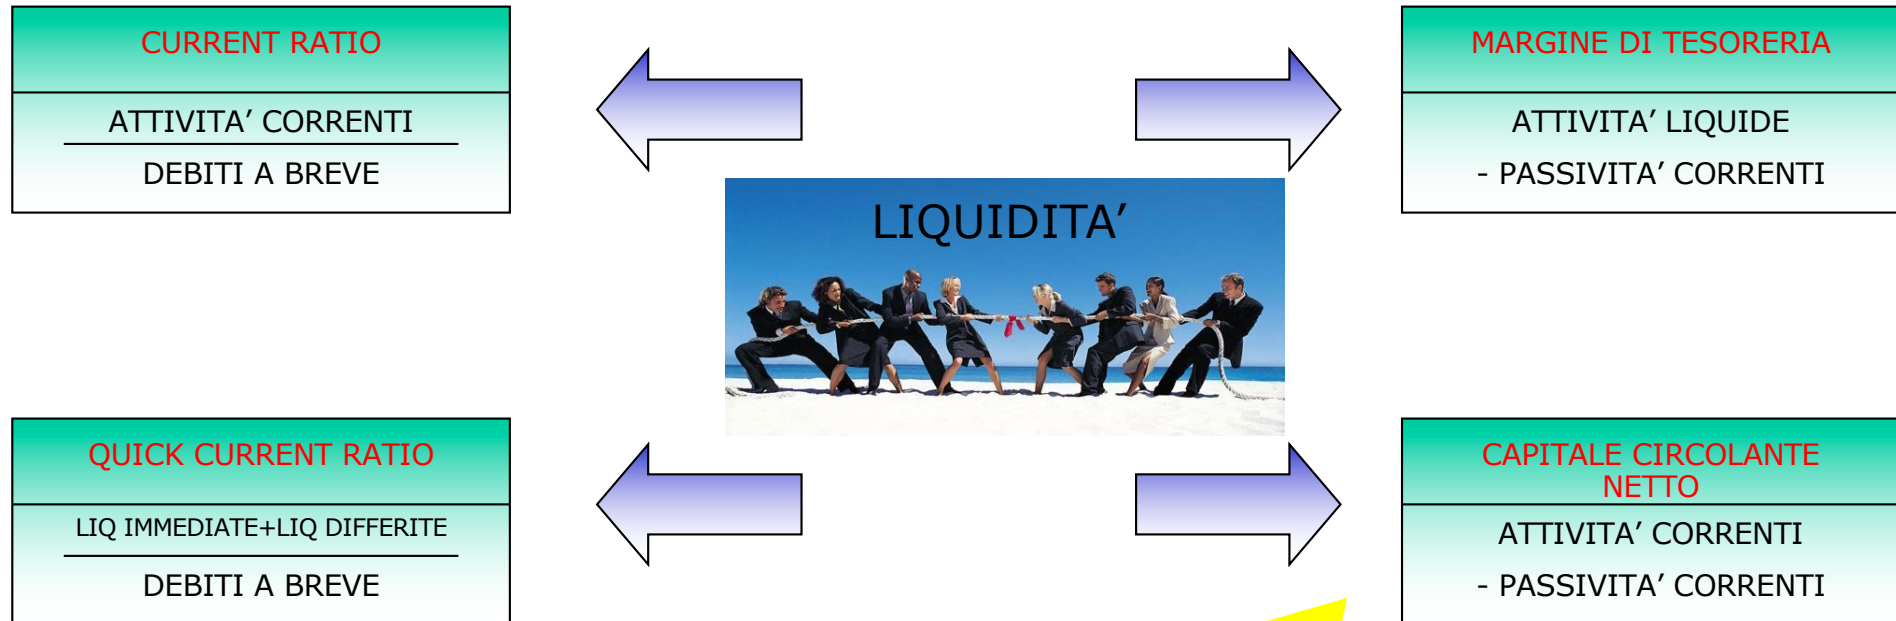 CURRENT RATIO
ATTIVITA’ CORRENTI
DEBITI A BREVE
MARGINE DI TESORERIA
ATTIVITA’ LIQUIDE
- PASSIVITA’ CORRENTI
LIQUIDITA’
QUICK CURRENT RATIO
LIQ IMMEDIATE+LIQ DIFFERITE
DEBITI A BREVE
CAPITALE CIRCOLANTE
NETTO
ATTIVITA’ CORRENTI
- PASSIVITA’ CORRENTI